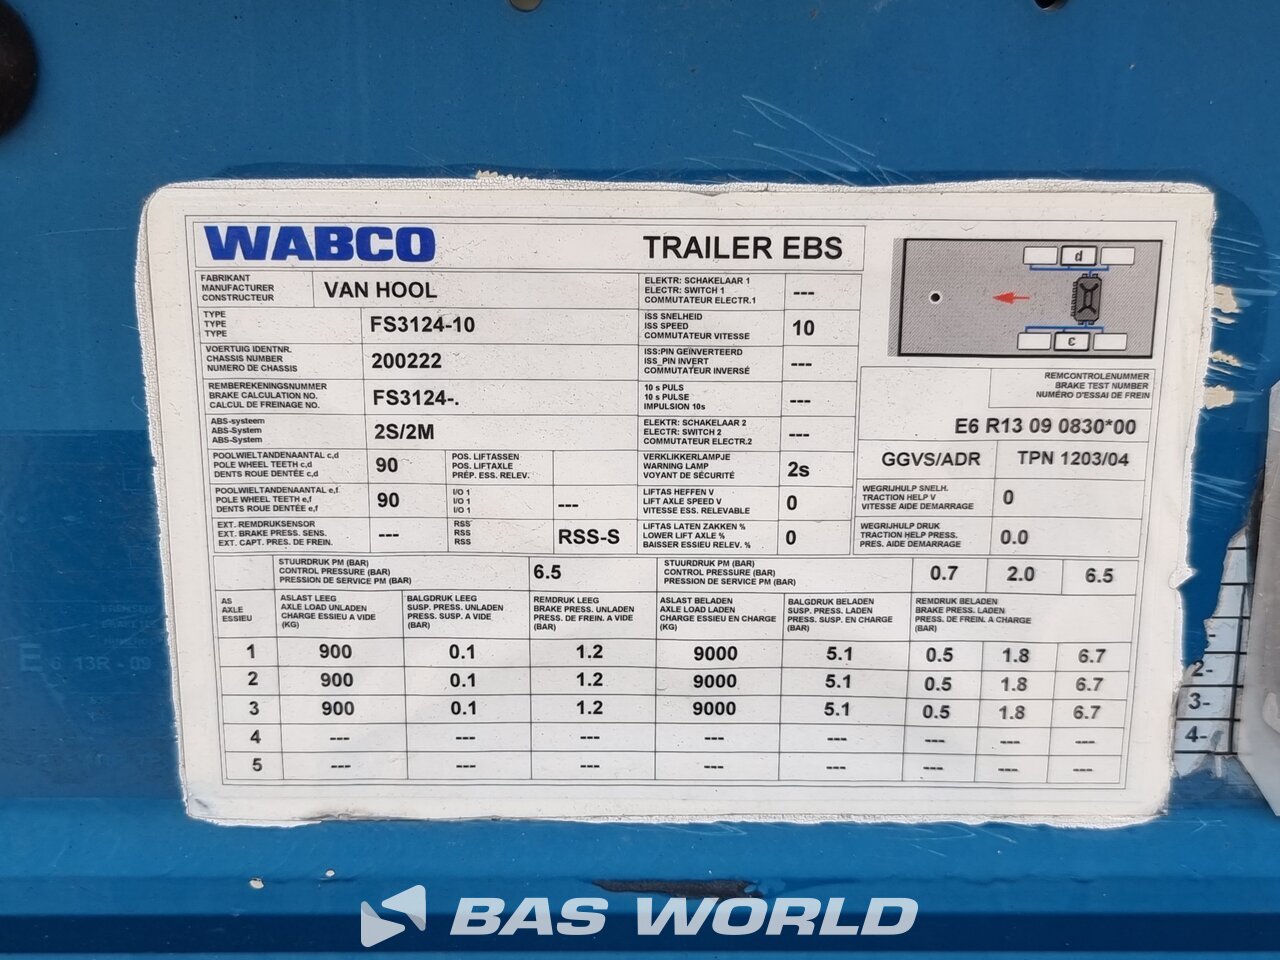 WABCO
TRAILER EBS
FABRIKANT
MANUFACTURER
CONSTRUCTEUR
VAN HOOL
TYPE
TYPE
TYPE
FS3124-10
VOERTUIG IDENTNR.
CHASSIS NUMBER
NUMERO DE CHASSIS
200222
REMBEREKENINGSNUMMER
BRAKE CALCULATION NO.
CALCUL DE FREINAGE NO.
FS3124-.
ABS-systeem
ABS-System
ABS-System
2S/2M
POOLWIELTANDENAANTAL c,d
POLE WHEEL TEETH c,d
DENTS ROUE DENTÉE c,d
90
POS. LIFTASSEN
POS. LIFTAXLE
PRÉP. ESS. RELEV.
POOLWIELTANDENAANTAL e,f
POLE WHEEL TEETH e,f
DENTS ROUE DENTÉE e,f
90
I/O 1
I/O 1
I/O 1
---
EXT. REMDRUKSENSOR
EXT. BRAKE PRESS. SENS.
EXT. CAPT. PRES. DE FREIN.
---
RSS
RSS
RSS
RSS-S
ELEKTR: SCHAKELAAR 1
ELECTR: SWITCH 1
COMMUTATEUR ELECTR.1
---
ISS SNELHEID
ISS SPEED
COMMUTATEUR VITESSE
10
ISS:PIN GEÏNVERTEERD
ISS_PIN INVERT
COMMUTATEUR INVERSÉ
---
10 s PULS
10 s PULSE
IMPULSION 10s
---
ELEKTR: SCHAKELAAR 2
ELECTR: SWITCH 2
COMMUTATEUR ELECTR.2
---
VERKLIKKERLAMPJE
WARNING LAMP
VOYANT DE SÉCURITÉ
2s
LIFTAS HEFFEN V
LIFT AXLE SPEED V
VITESSE ESS. RELEVABLE
0
LIFTAS LATEN ZAKKEN %
LOWER LIFT AXLE %
BAISSER ESSIEU RELEV. %
0
d
c
REMCONTROLENUMMER
BRAKE TEST NUMBER
NUMÉRO D'ESSAI DE FREIN
E6 R13 09 0830*00
GGVS/ADR
TPN 1203/04
WEGRIJHULP SNELH.
TRACTION HELP V
VITESSE AIDE DEMARRAGE
0
WEGRIJHULP DRUK
TRACTION HELP PRESS.
PRES. AIDE DEMARRAGE
0.0
STUURDRUK PM (BAR)
CONTROL PRESSURE (BAR)
PRESSION DE SERVICE PM (BAR)
6.5
STUURDRUK PM (BAR)
CONTROL PRESSURE (BAR)
PRESSION DE SERVICE PM (BAR)
0.7 2.0 6.5
AS
AXLE
ESSIEU
ASLAST LEEG
AXLE LOAD UNLADEN
CHARGE ESSIEU A VIDE
(KG)
BALGDRUK LEEG
SUSP. PRESS. UNLADEN
PRESS. SUSP. A VIDE
(BAR)
REMDRUK LEEG
BRAKE PRESS. UNLADEN
PRES. DE FREIN. A VIDE
(BAR)
ASLAST BELADEN
AXLE LOAD LADEN
CHARGE ESSIEU EN CHARGE
(KG)
BALGDRUK BELADEN
SUSP. PRESS. LADEN
PRESS. SUSP. EN CHARGE
(BAR)
REMDRUK BELADEN
BRAKE PRESS. LADEN
PRES. DE FREIN. A CHARGE
(BAR)
1 900 0.1 1.2 9000 5.1 0.5 1.8 6.7
2 900 0.1 1.2 9000 5.1 0.5 1.8 6.7
3 900 0.1 1.2 9000 5.1 0.5 1.8 6.7
4 --- --- --- --- --- --- --- ---
5 --- --- --- --- --- --- --- ---
2-
3-
4-
E 6 13R - 09
BAS WORLD